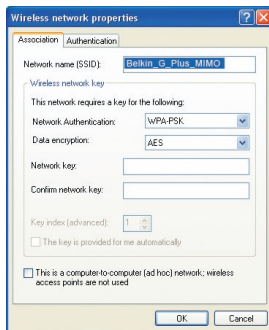 Wireless network properties
Association
Authentication
Network name (SSID):
Belkin_G_Plus_MIMO
Wireless network key
This network requires a key for the following:
Network Authentication:
WPA-PSK
Data encryption:
AES
Network key:
Confirm network key:
Key index (advanced):
1
The key is provided for me automatically
This is a computer-to-computer (ad hoc) network; wireless
access points are not used
OK
Cancel